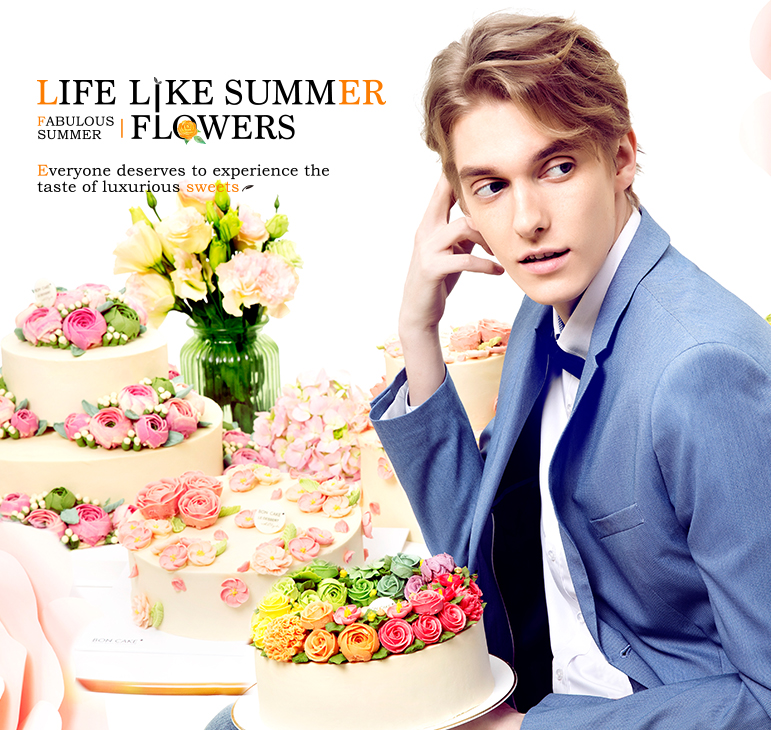 LIFE LIKE SUMMER
FABULOUS
SUMMER
FLOWERS
Everyone deserves to experience the
taste of luxurious sweets
BON CAKE